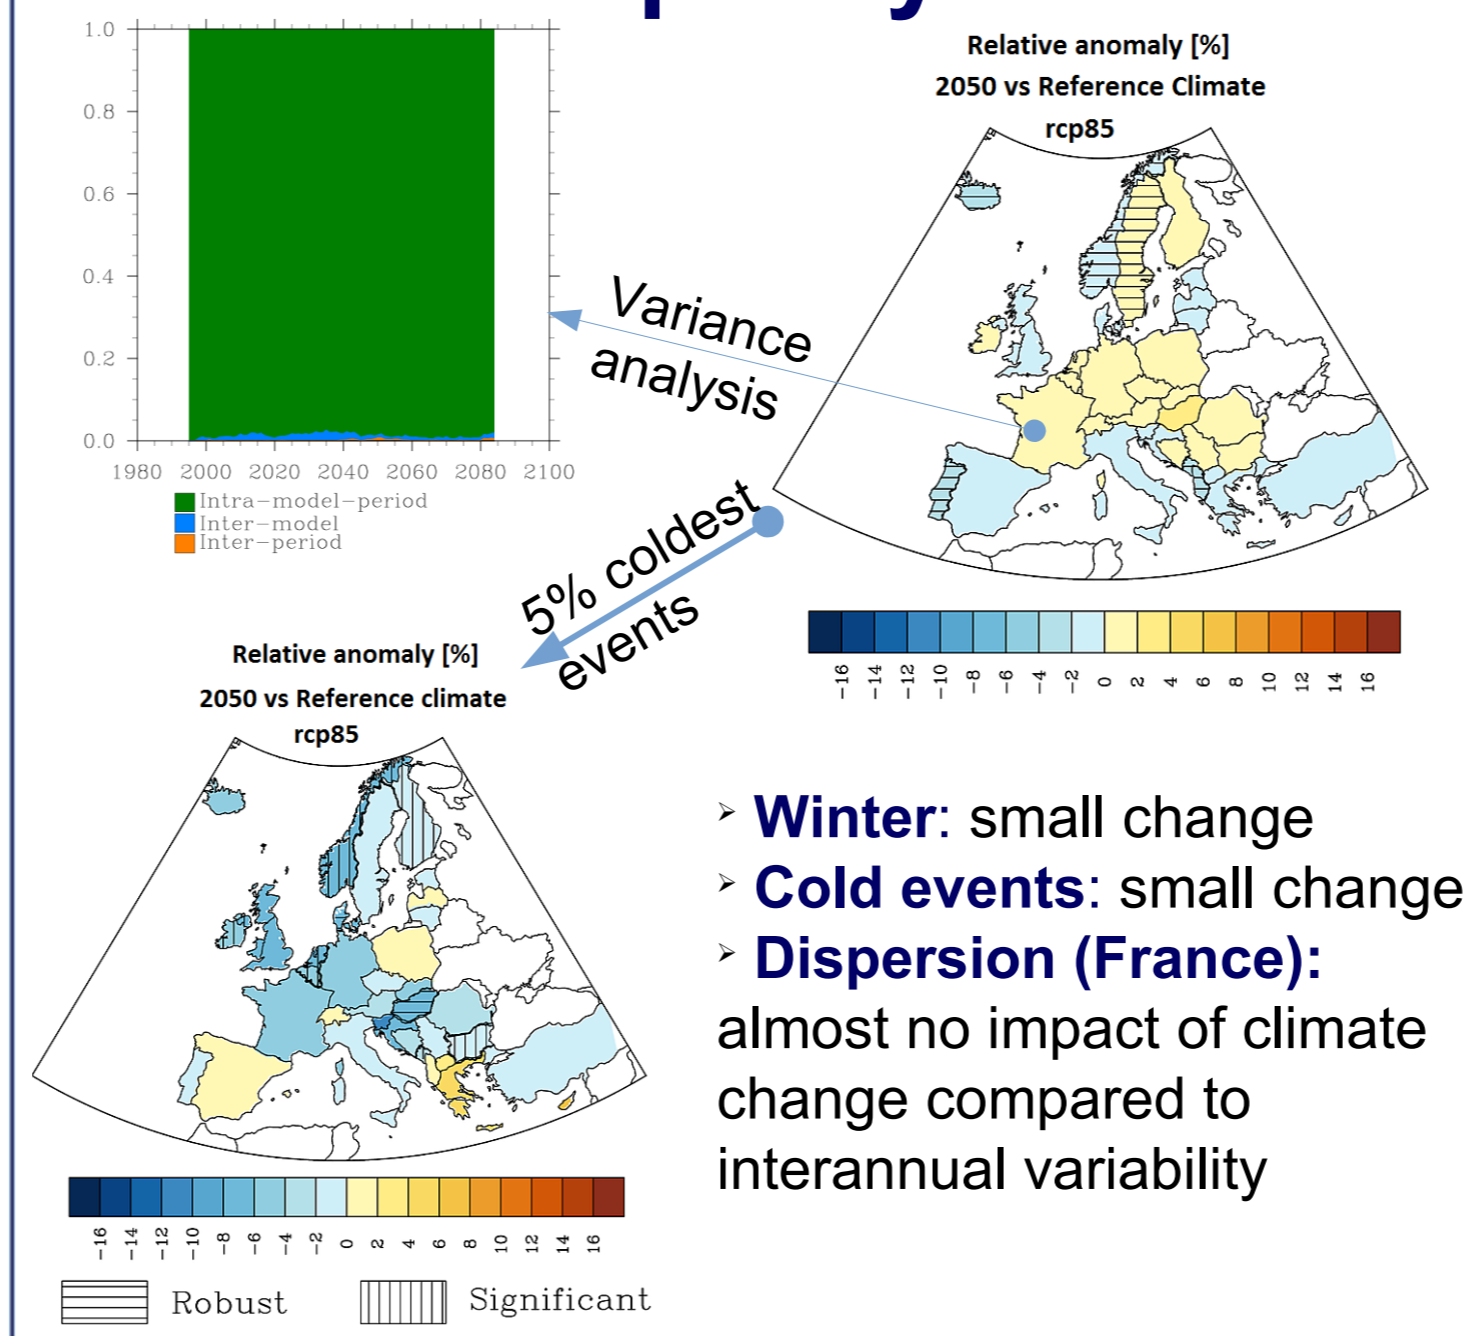 1.0
0.8
0.6
0.4
0.2
0.0
1980 2000 2020 2040 2060 2080 2100
Intra-model-period
Inter-model
Inter-period
Relative anomaly [%]
2050 vs Reference Climate
rcp85
Variance
analysis
5% coldest
events
-16 -14 -12 -10 -8 -6 -4 -2 0 2 4 6 8 10 12 14 16
Relative anomaly [%]
2050 vs Reference climate
rcp85
-16 -14 -12 -10 -8 -6 -4 -2 0 2 4 6 8 10 12 14 16
Robust Significant
Winter: small change
Cold events: small change
Dispersion (France):
almost no impact of climate
change compared to
interannual variability